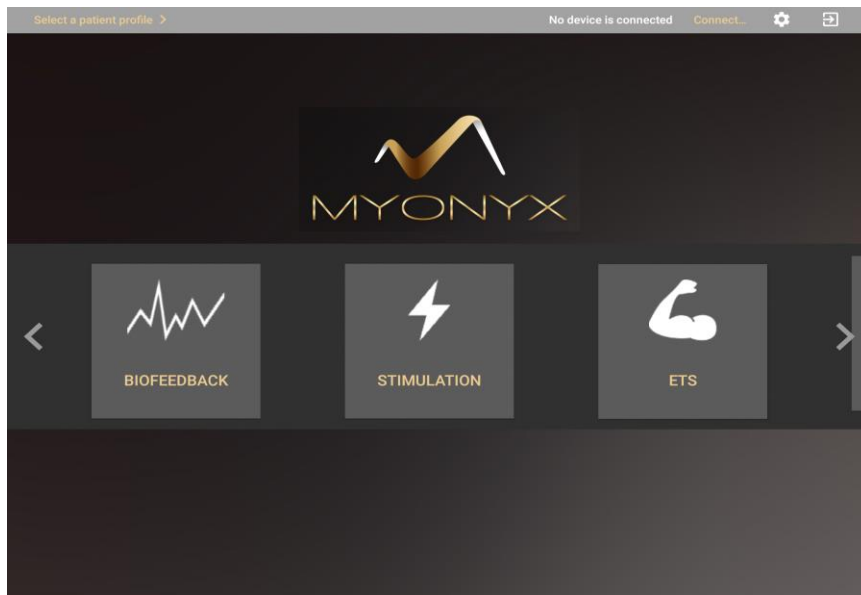 Select a patient profile >
No device is connected Connect...
MYONYX
BIOFEEDBACK
STIMULATION
ETS